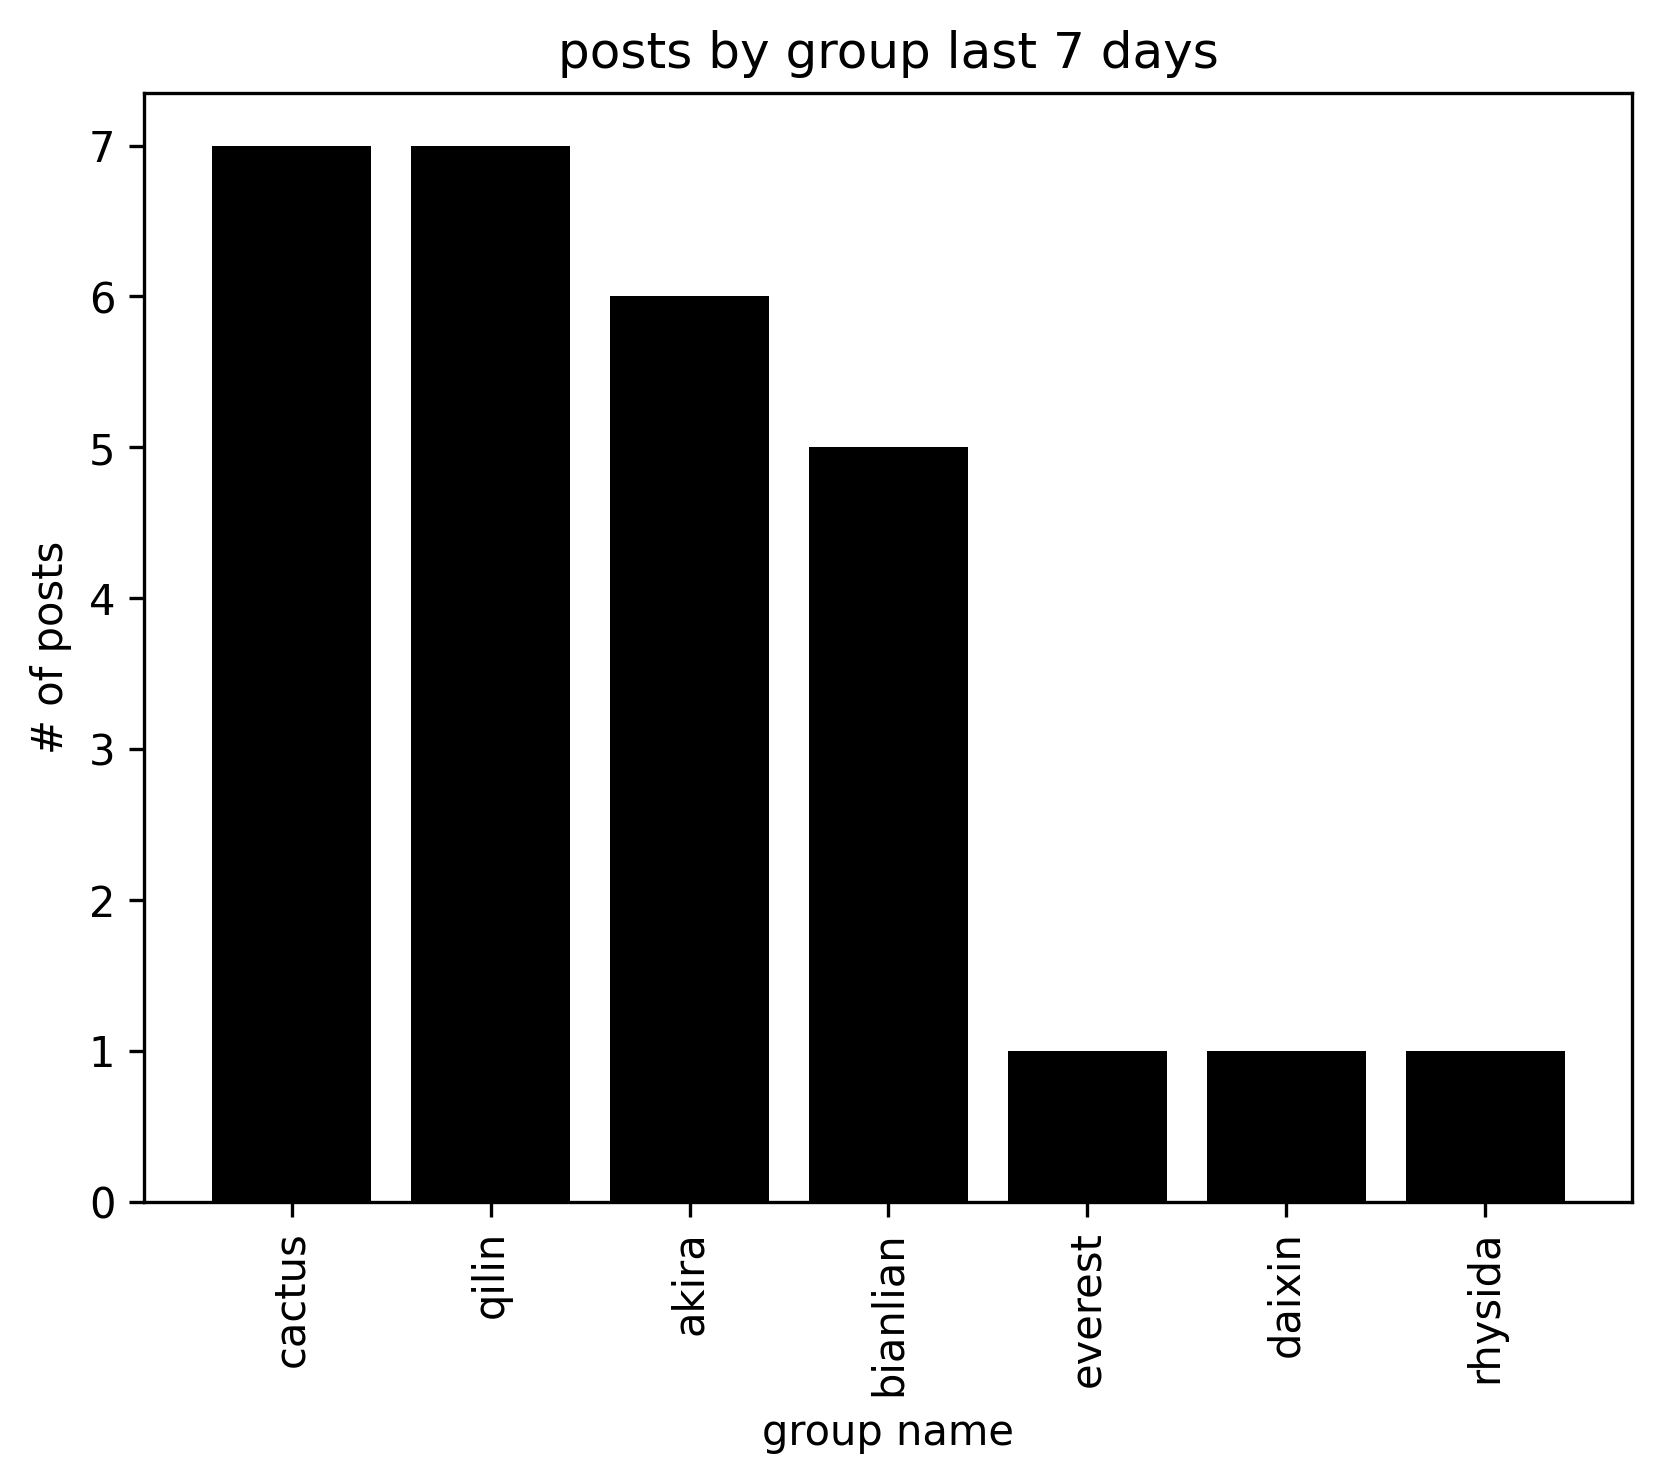 posts by group last 7 days
# of posts
7
6
5
4
3
2
1
0
cactus
qilin
akira
bianlian
everest
daixin
rhysida
group name